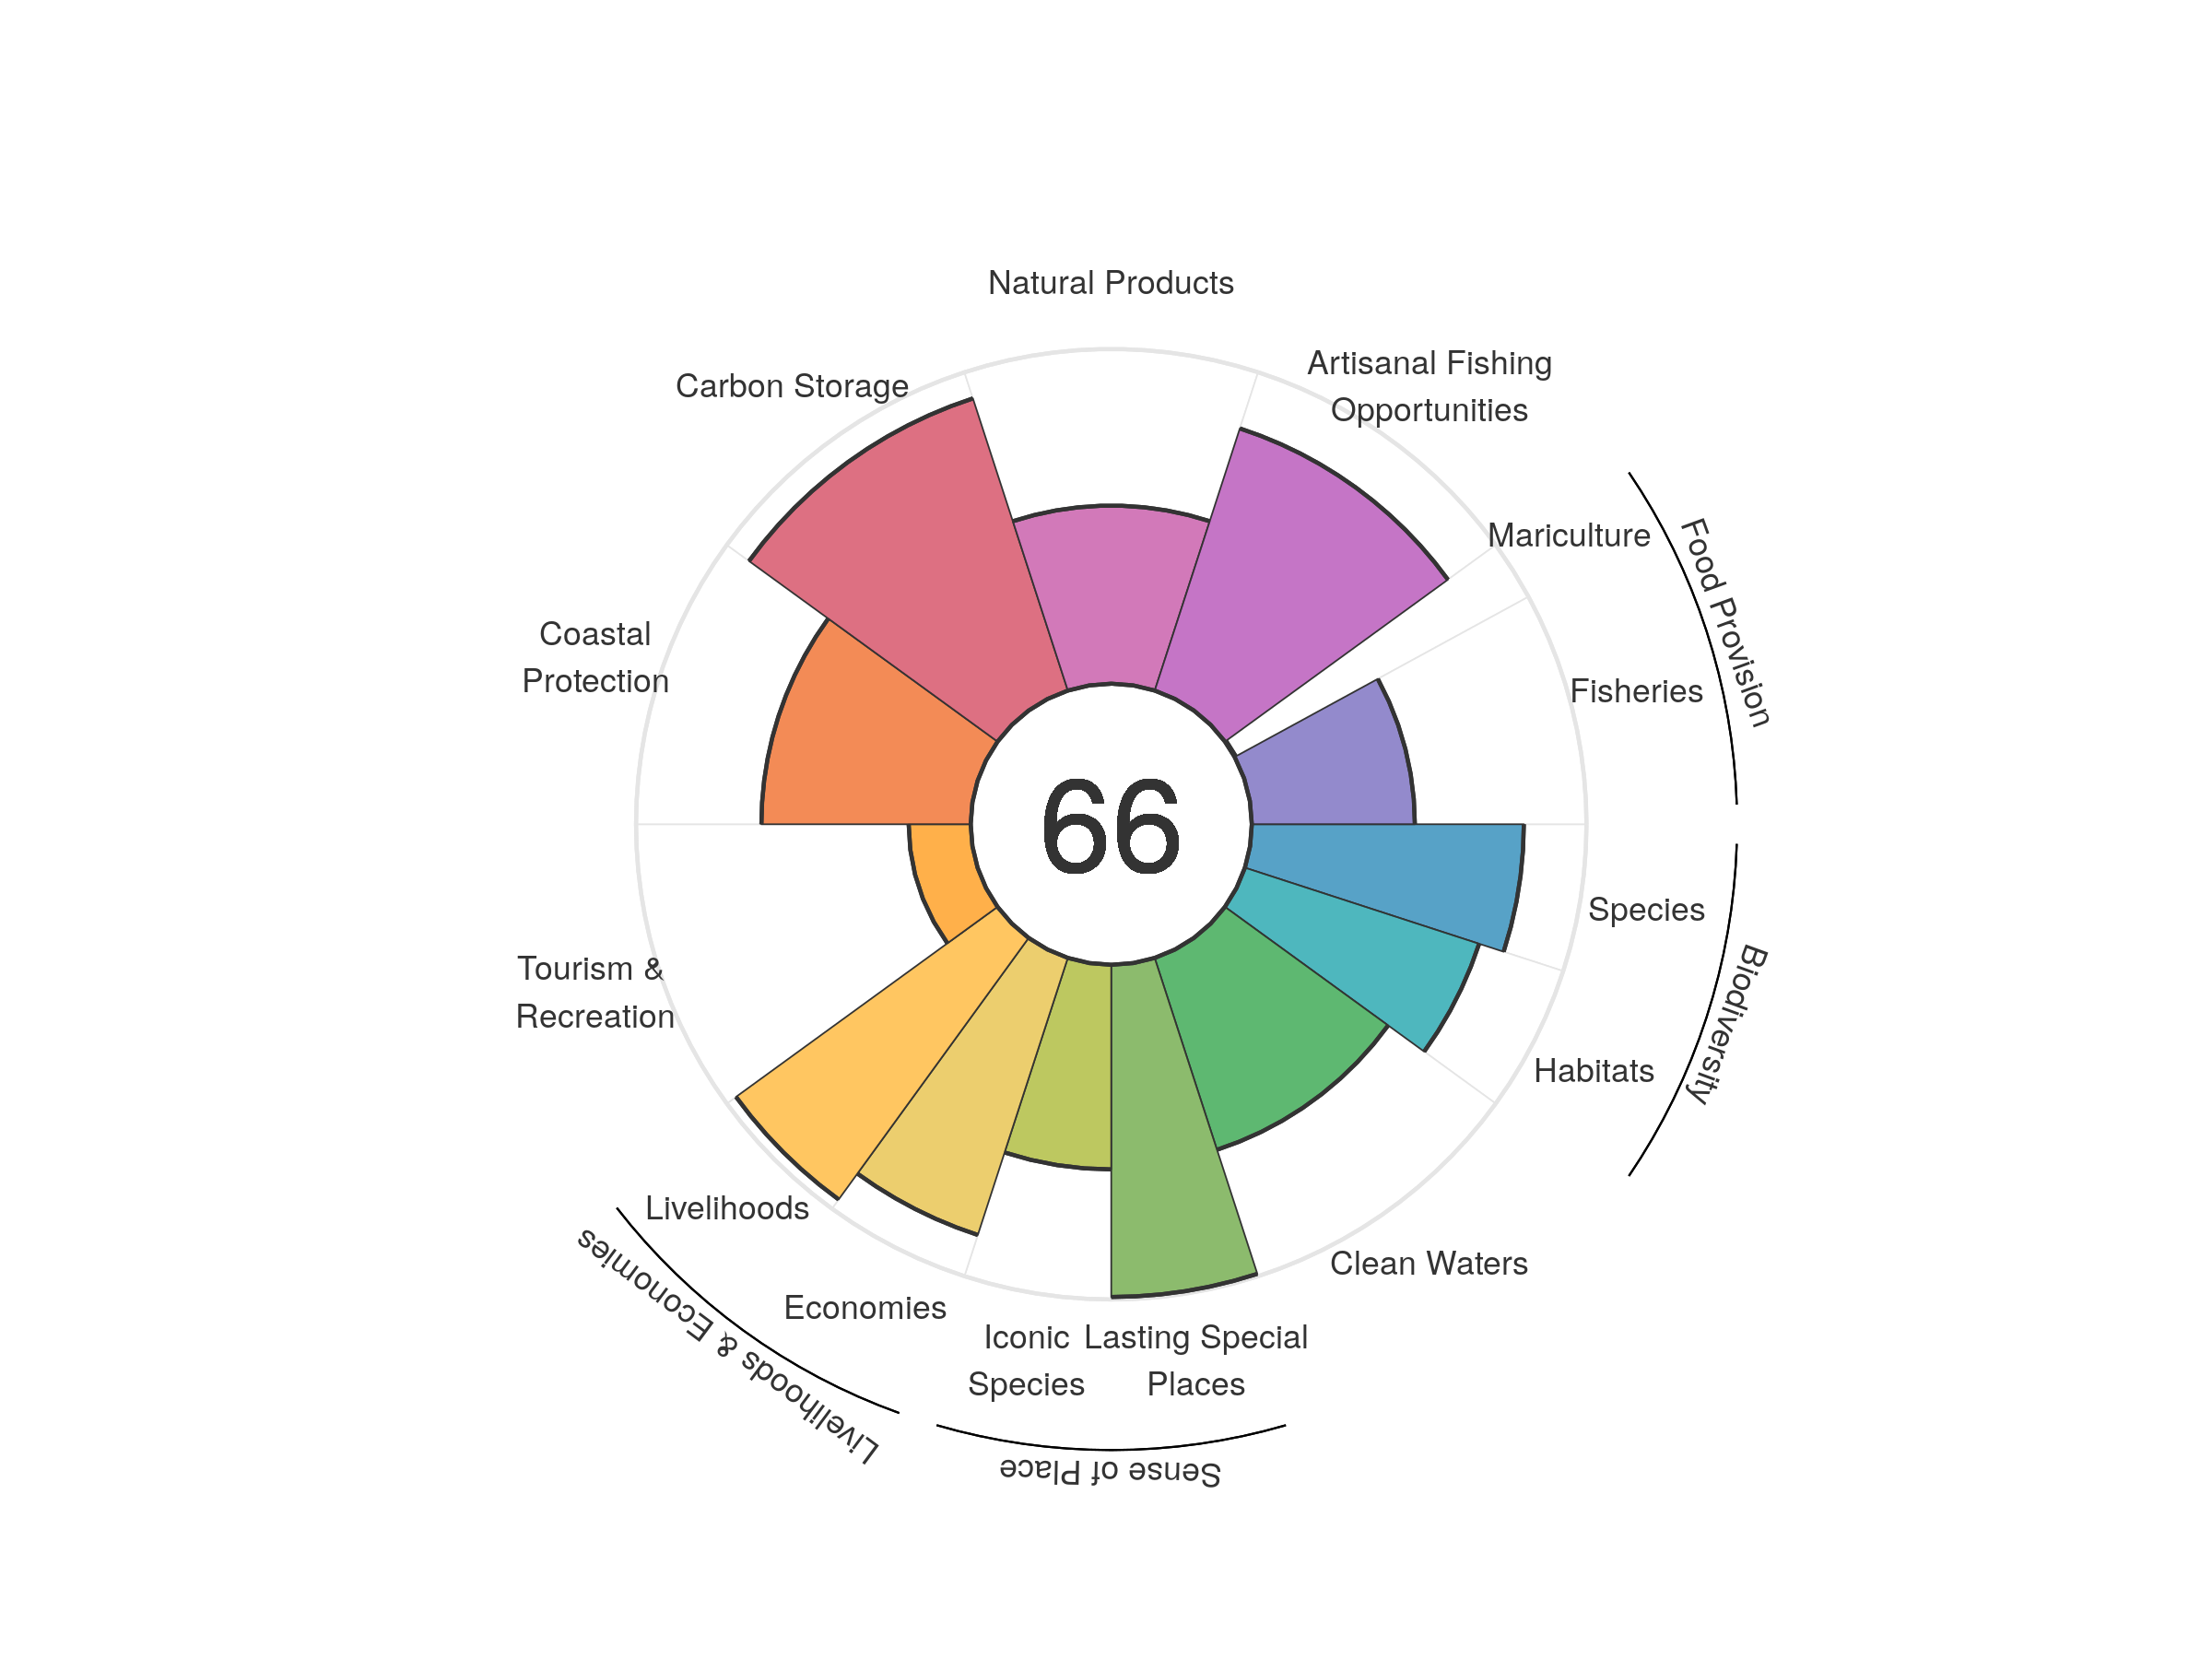 Natural Products
Artisanal Fishing
Opportunities
Carbon Storage
Mariculture
Food Provision
Fisheries
Coastal
Protection
66
Species
Biodiversity
Habitats
Tourism &
Recreation
Livelihoods
Clean Waters
Economies
Livelihoods & Economies
Iconic
Species
Lasting Special
Places
Sense of Place